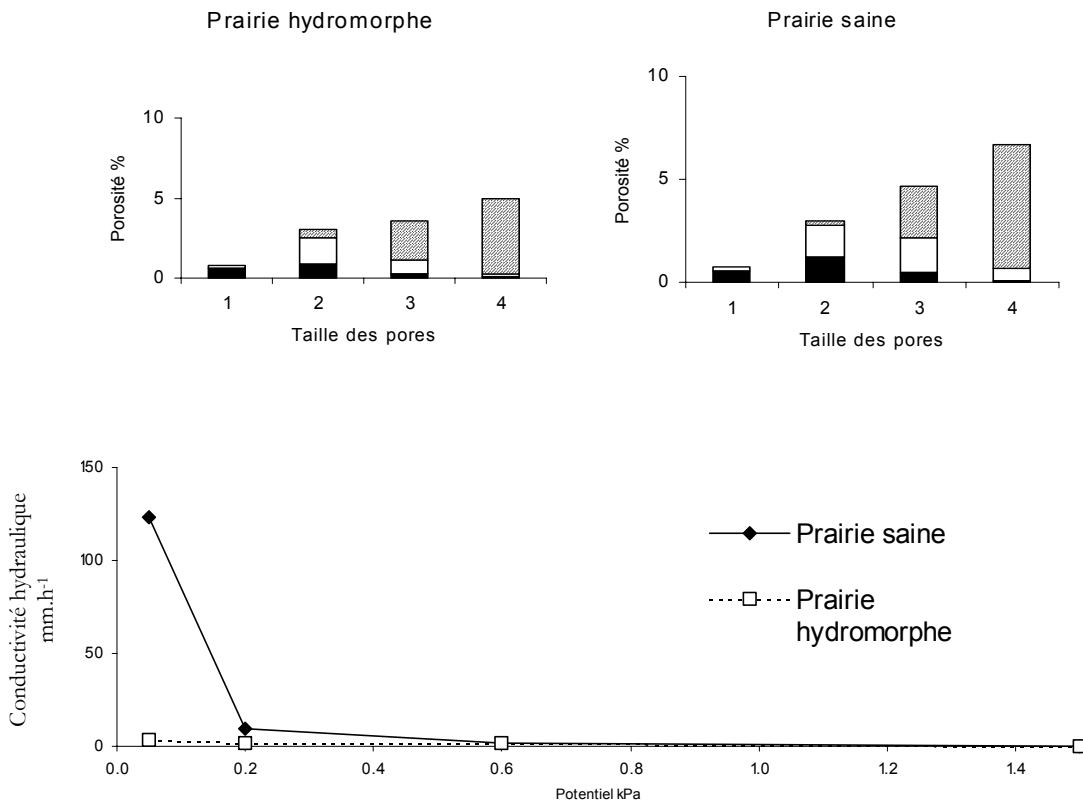 Prairie hydromorphe
Prairie saine
10
5
0
Porosité %
1 2 3 4
Taille des pores
10
5
0
Porosité %
1 2 3 4
Taille des pores
150
100
50
0
Conductivité hydraulique
mm.h-1
0.0 0.2 0.4 0.6 0.8 1.0 1.2 1.4
Potentiel kPa
Prairie saine
Prairie
hydromorphe